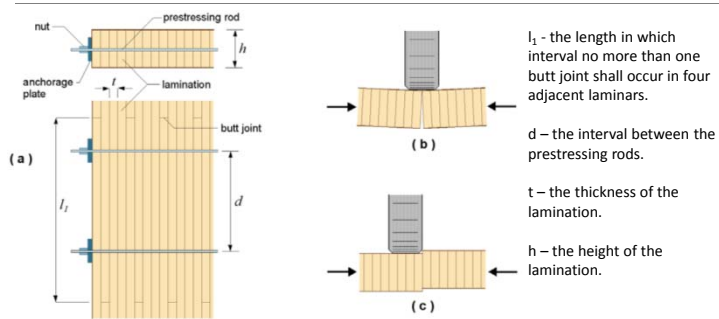 prestressing rod
nut
h
anchorage
plate
t
lamination
butt joint
(a)
l1
d
(b)
(c)
l1 - the length in which
interval no more than one
butt joint shall occur in four
adjacent laminars.
d – the interval between the
prestressing rods.
t – the thickness of the
lamination.
h – the height of the
lamination.